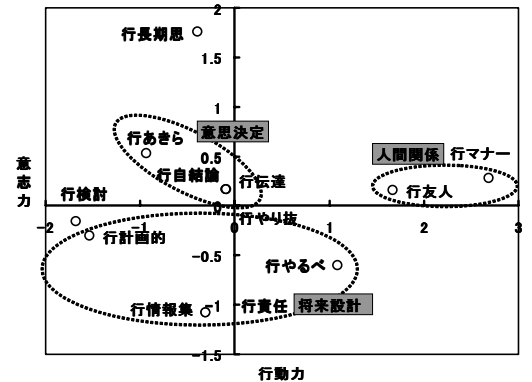 2
行長期思
1.5
1
行あきら
意思決定
0.5
人間関係
行マナー
行自結論
行伝達
行友人
意志力
行検討
0
-2
-1
行やり抜
0
1
2
3
行計画的
-0.5
行やるべ
行情報集
-1
行責任
将来設計
-1.5
行動力